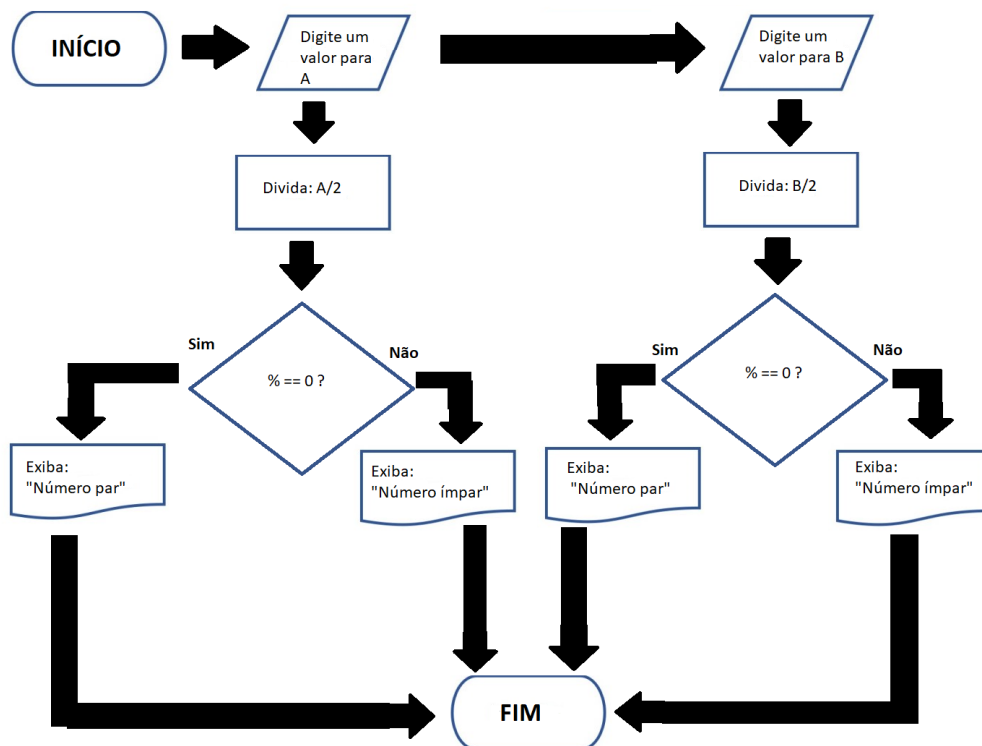 INÍCIO
Digite um
valor para
A
Digite um
valor para B
Divida: A/2
Divida: B/2
Sim
% == 0 ?
Não
Sim
% == 0 ?
Não
Exiba:
"Número par"
Exiba:
"Número ímpar"
Exiba:
"Número par"
Exiba:
"Número ímpar"
FIM